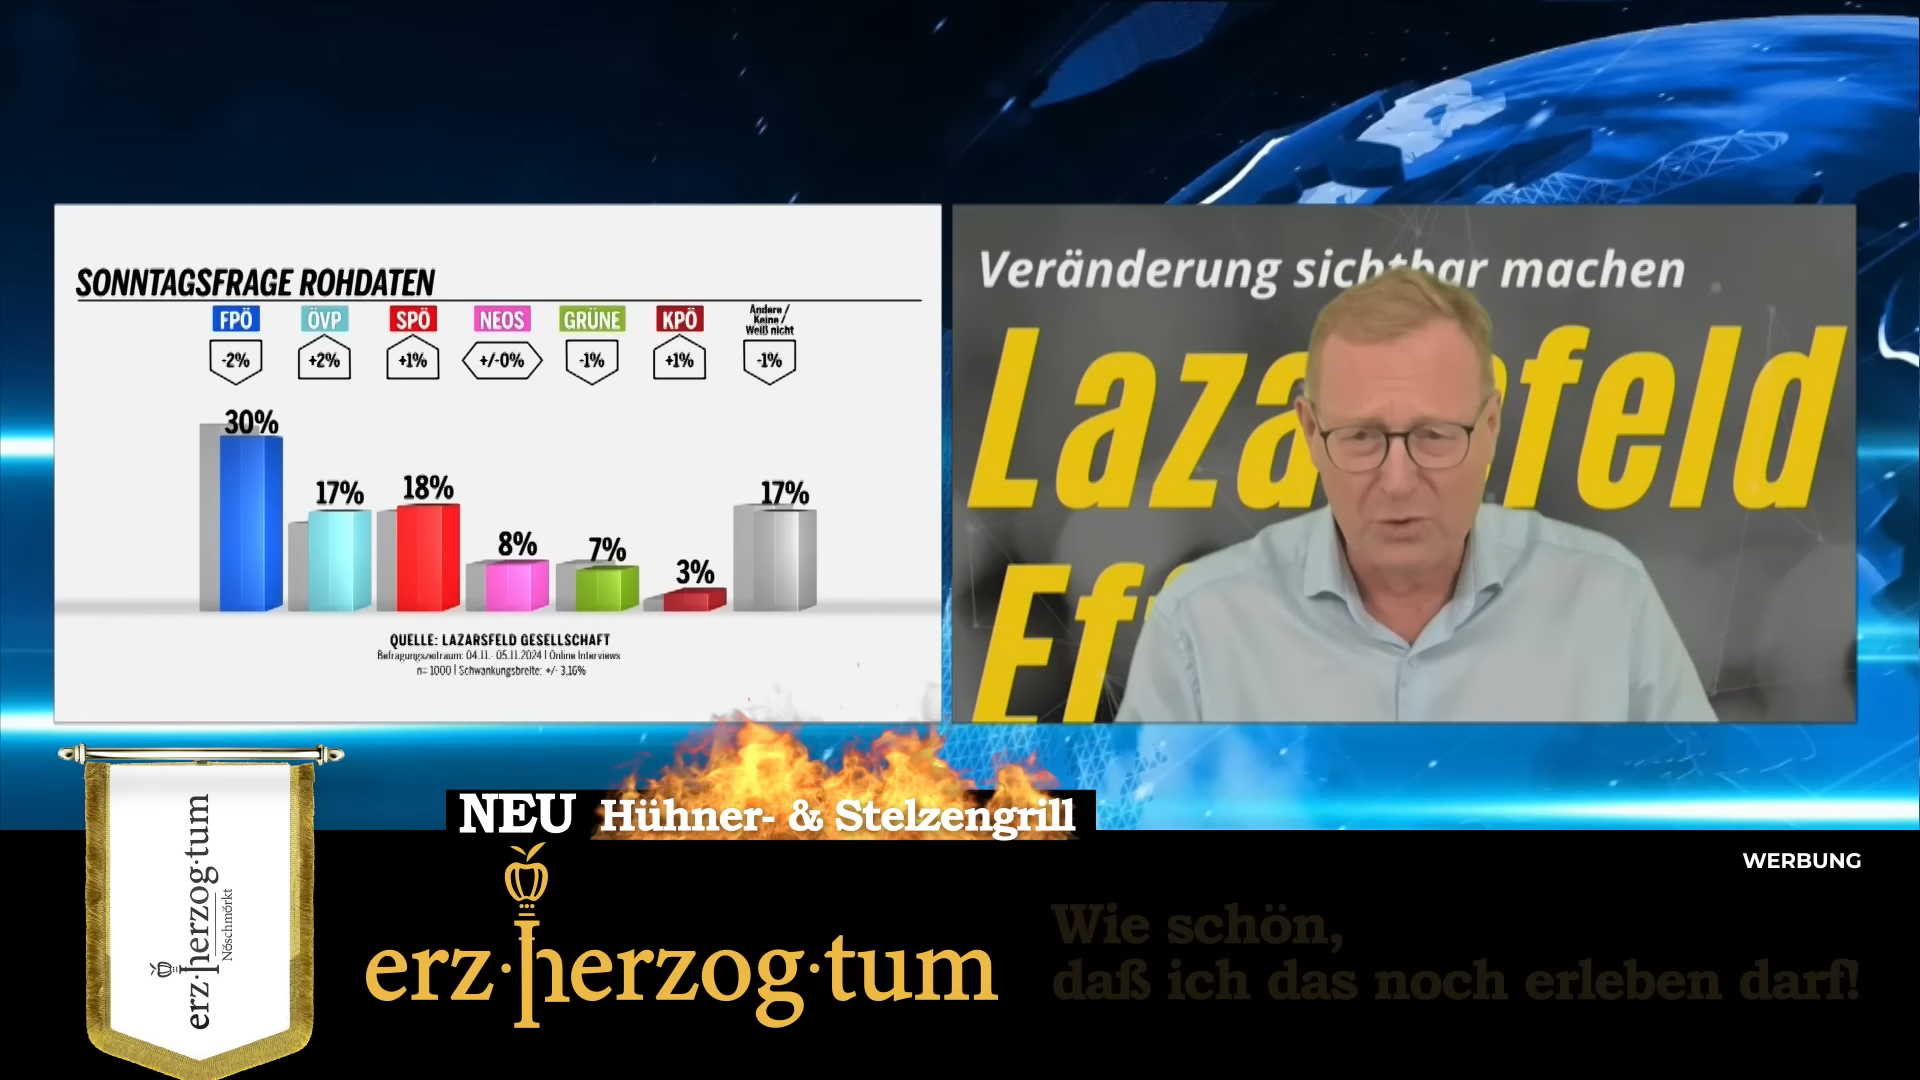 SONNTAGSFRAGE ROHDATEN
FPÖ ÖVP SPÖ NEOS GRÜNE KPÖ Andere /
Keine /
Weiß nicht
-2% +2% +1% +/-0% -1% +1% -1%
30% 17% 18% 8% 7% 3% 17%
QUELLE: LAZARSFELD GESELLSCHAFT
Befragungszeitraum: 04.11.- 05.11.2024 | Online Interviews
n= 1000 | Schwankungsbreite: +/- 3,16%
Veränderung sichtbar machen
Laza feld
Ef
NEU Hühner- & Stelzengrill
erz·herzog·tum
Nöschmörkt
erz·herzog·tum
WERBUNG
Wie schön,
daß ich das noch erleben darf!